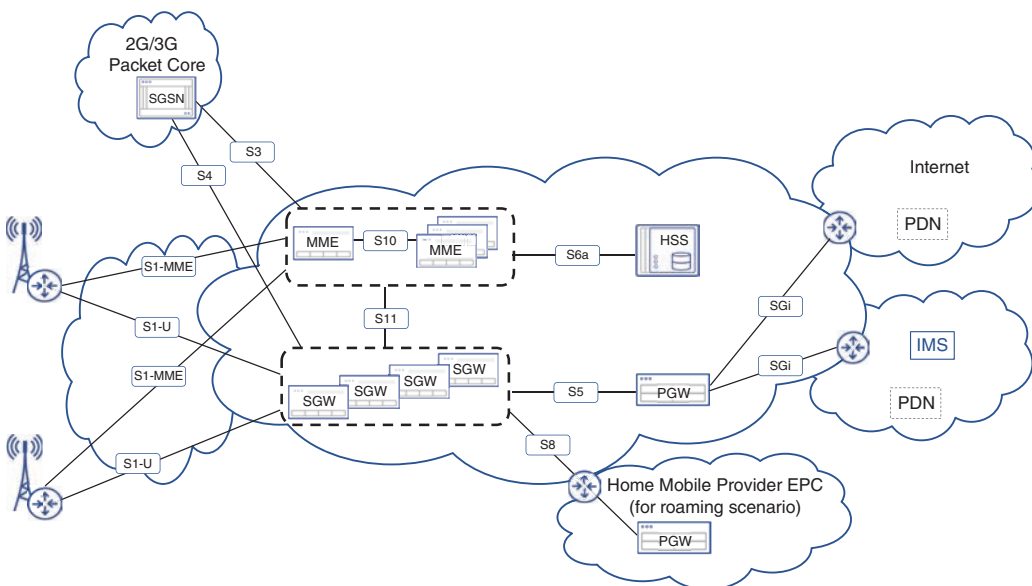 2G/3G
Packet Core
SGSN
S3
S4
Internet
PDN
MME
S10
MME
S6a
HSS
S1-MME
S11
SGi
S1-U
IMS
SGi
S1-MME
SGW
SGW
SGW
SGW
S5
PGW
PDN
S8
S1-U
Home Mobile Provider EPC
(for roaming scenario)
PGW